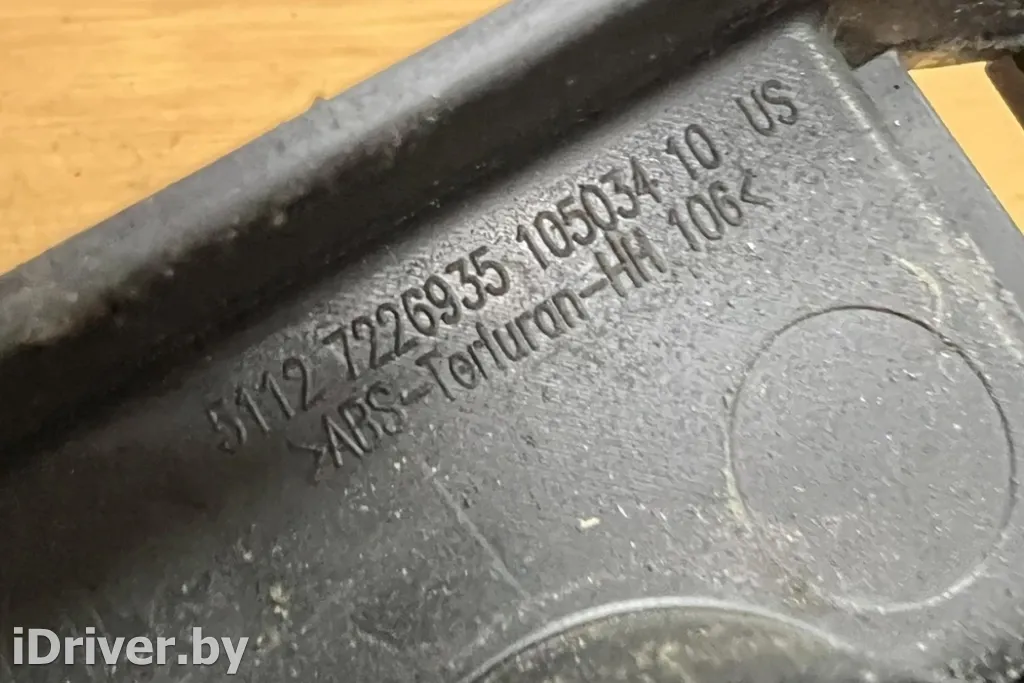 5112 7226935 105034 10 US
>ABS-Terluran-HH 106<
iDriver.by